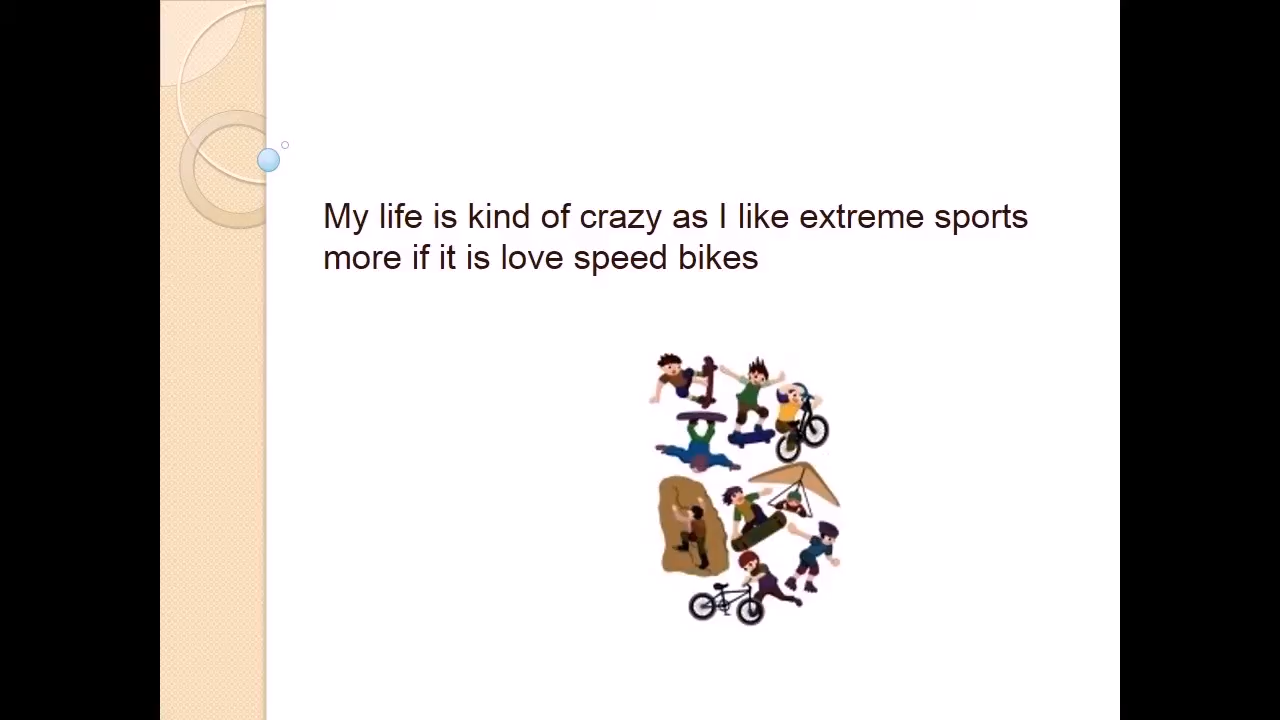 My life is kind of crazy as I like extreme sports
more if it is love speed bikes